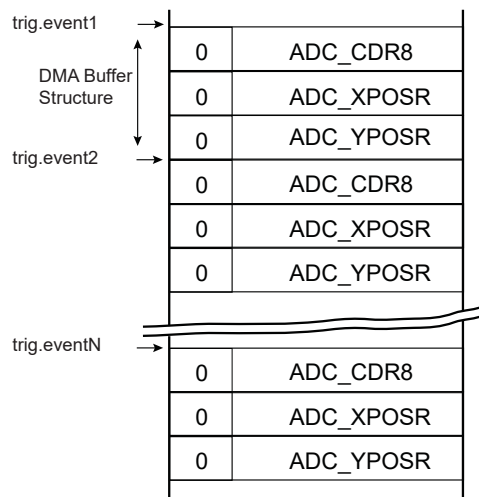 trig.event1
0 ADC_CDR8
DMA Buffer
Structure
0 ADC_XPOSR
0 ADC_YPOSR
trig.event2
0 ADC_CDR8
0 ADC_XPOSR
0 ADC_YPOSR
trig.eventN
0 ADC_CDR8
0 ADC_XPOSR
0 ADC_YPOSR